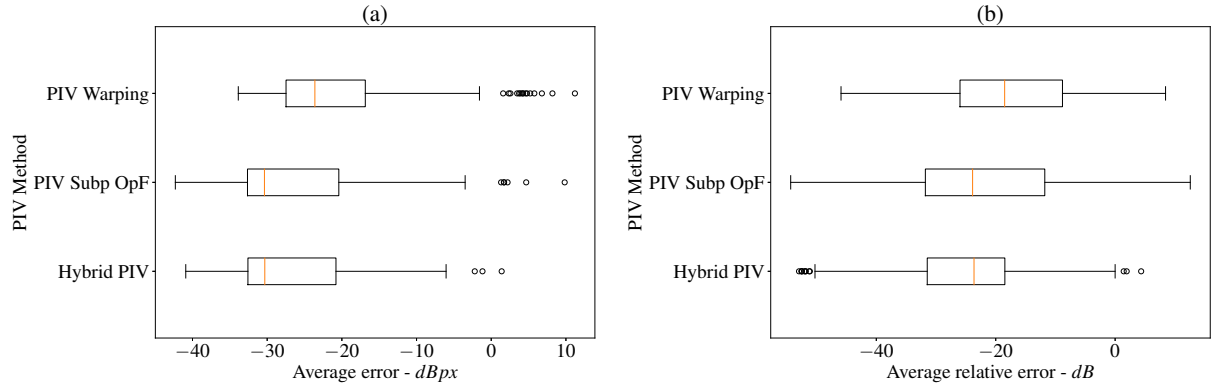 (a)
PIV Method
PIV Warping
PIV Subp OpF
Hybrid PIV
−40 −30 −20 −10 0 10
Average error - dBpx
(b)
PIV Method
PIV Warping
PIV Subp OpF
Hybrid PIV
−40 −20 0
Average relative error - dB